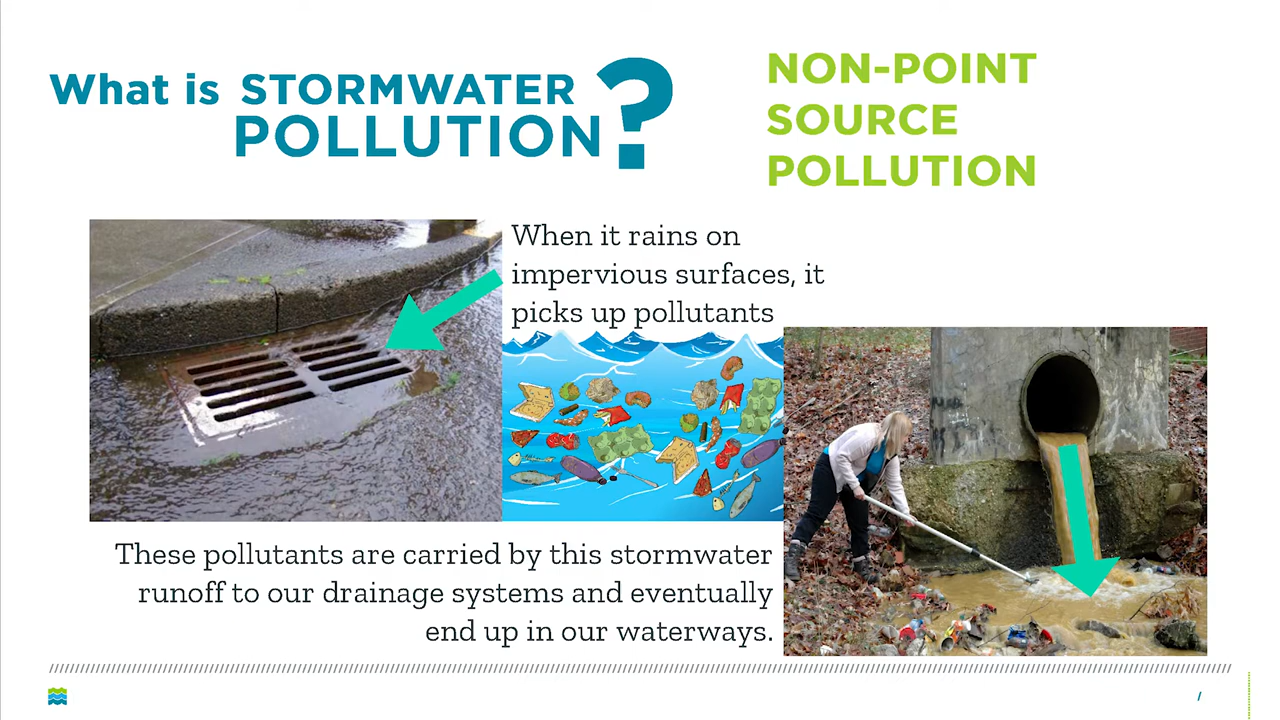 What is STORMWATER
POLLUTION?
NON-POINT
SOURCE
POLLUTION
When it rains on
impervious surfaces, it
picks up pollutants
These pollutants are carried by this stormwater
runoff to our drainage systems and eventually
end up in our waterways.
/